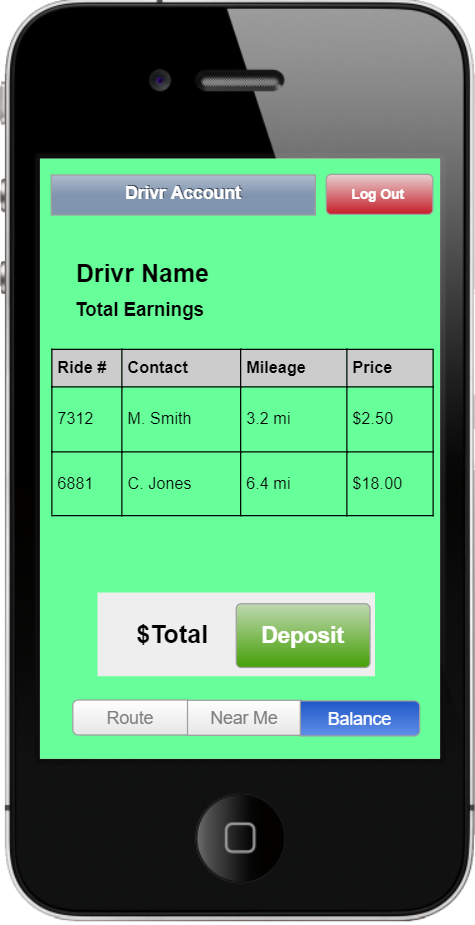 Drivr Account Log Out
Drivr Name
Total Earnings
Ride # Contact Mileage Price
7312 M. Smith 3.2 mi $2.50
6881 C. Jones 6.4 mi $18.00
$Total Deposit
Route Near Me Balance